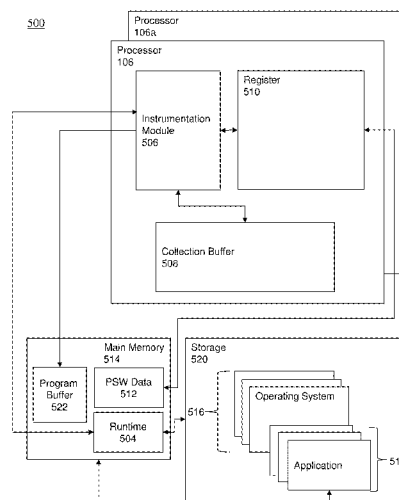 500
Processor
106a
Processor
106
Instrumentation
Module
506
Register
510
Collection Buffer
508
Main Memory
514
Storage
520
Program
Buffer
522
PSW Data
512
Runtime
504
516
Operating System
Application
51